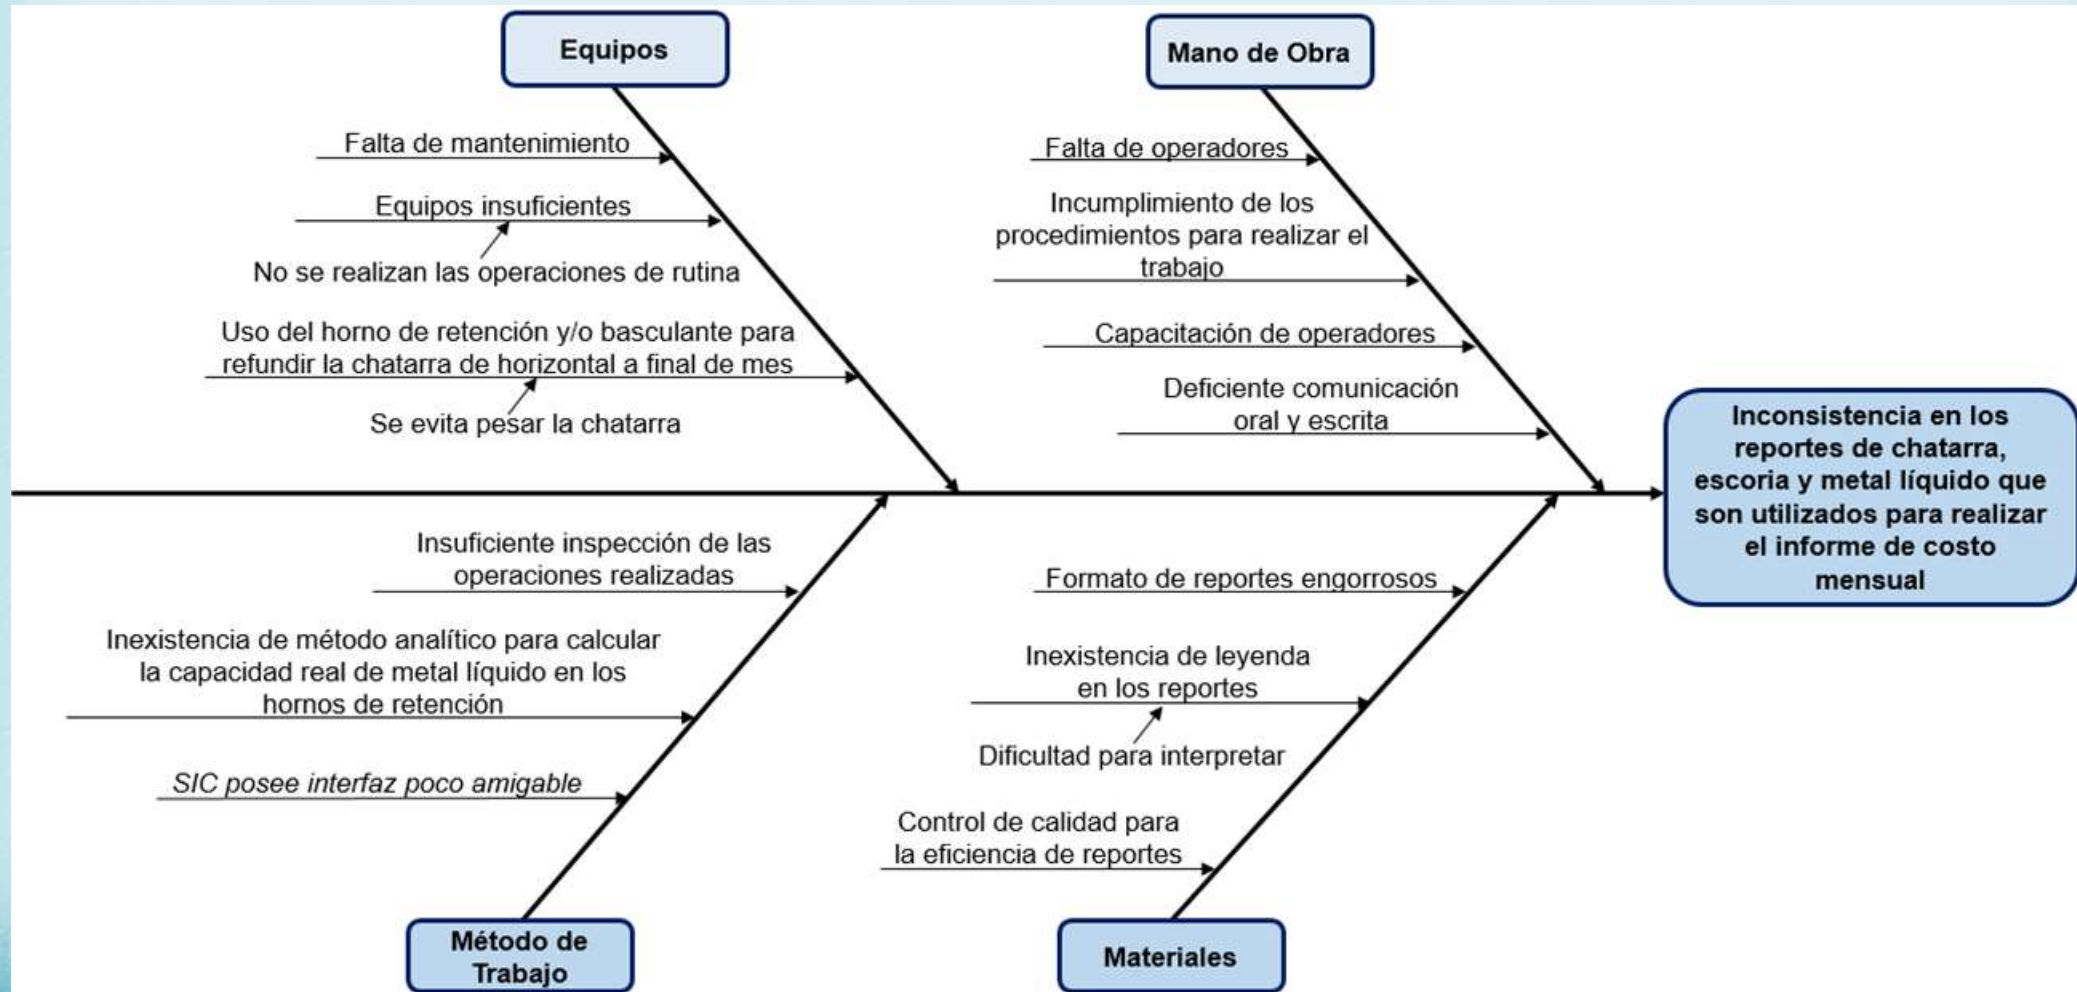 Equipos
Mano de Obra
Falta de mantenimiento
Equipos insuficientes
No se realizan las operaciones de rutina
Uso del horno de retención y/o basculante para
refundir la chatarra de horizontal a final de mes
Se evita pesar la chatarra
Falta de operadores
Incumplimiento de los
procedimientos para realizar el
trabajo
Capacitación de operadores
Deficiente comunicación
oral y escrita
Inconsistencia en los
reportes de chatarra,
escoria y metal líquido que
son utilizados para realizar
el informe de costo
mensual
Insuficiente inspección de las
operaciones realizadas
Inexistencia de método analítico para calcular
la capacidad real de metal líquido en los
hornos de retención
SIC posee interfaz poco amigable
Formato de reportes engorrosos
Inexistencia de leyenda
en los reportes
Dificultad para interpretar
Control de calidad para
la eficiencia de reportes
Método de
Trabajo
Materiales